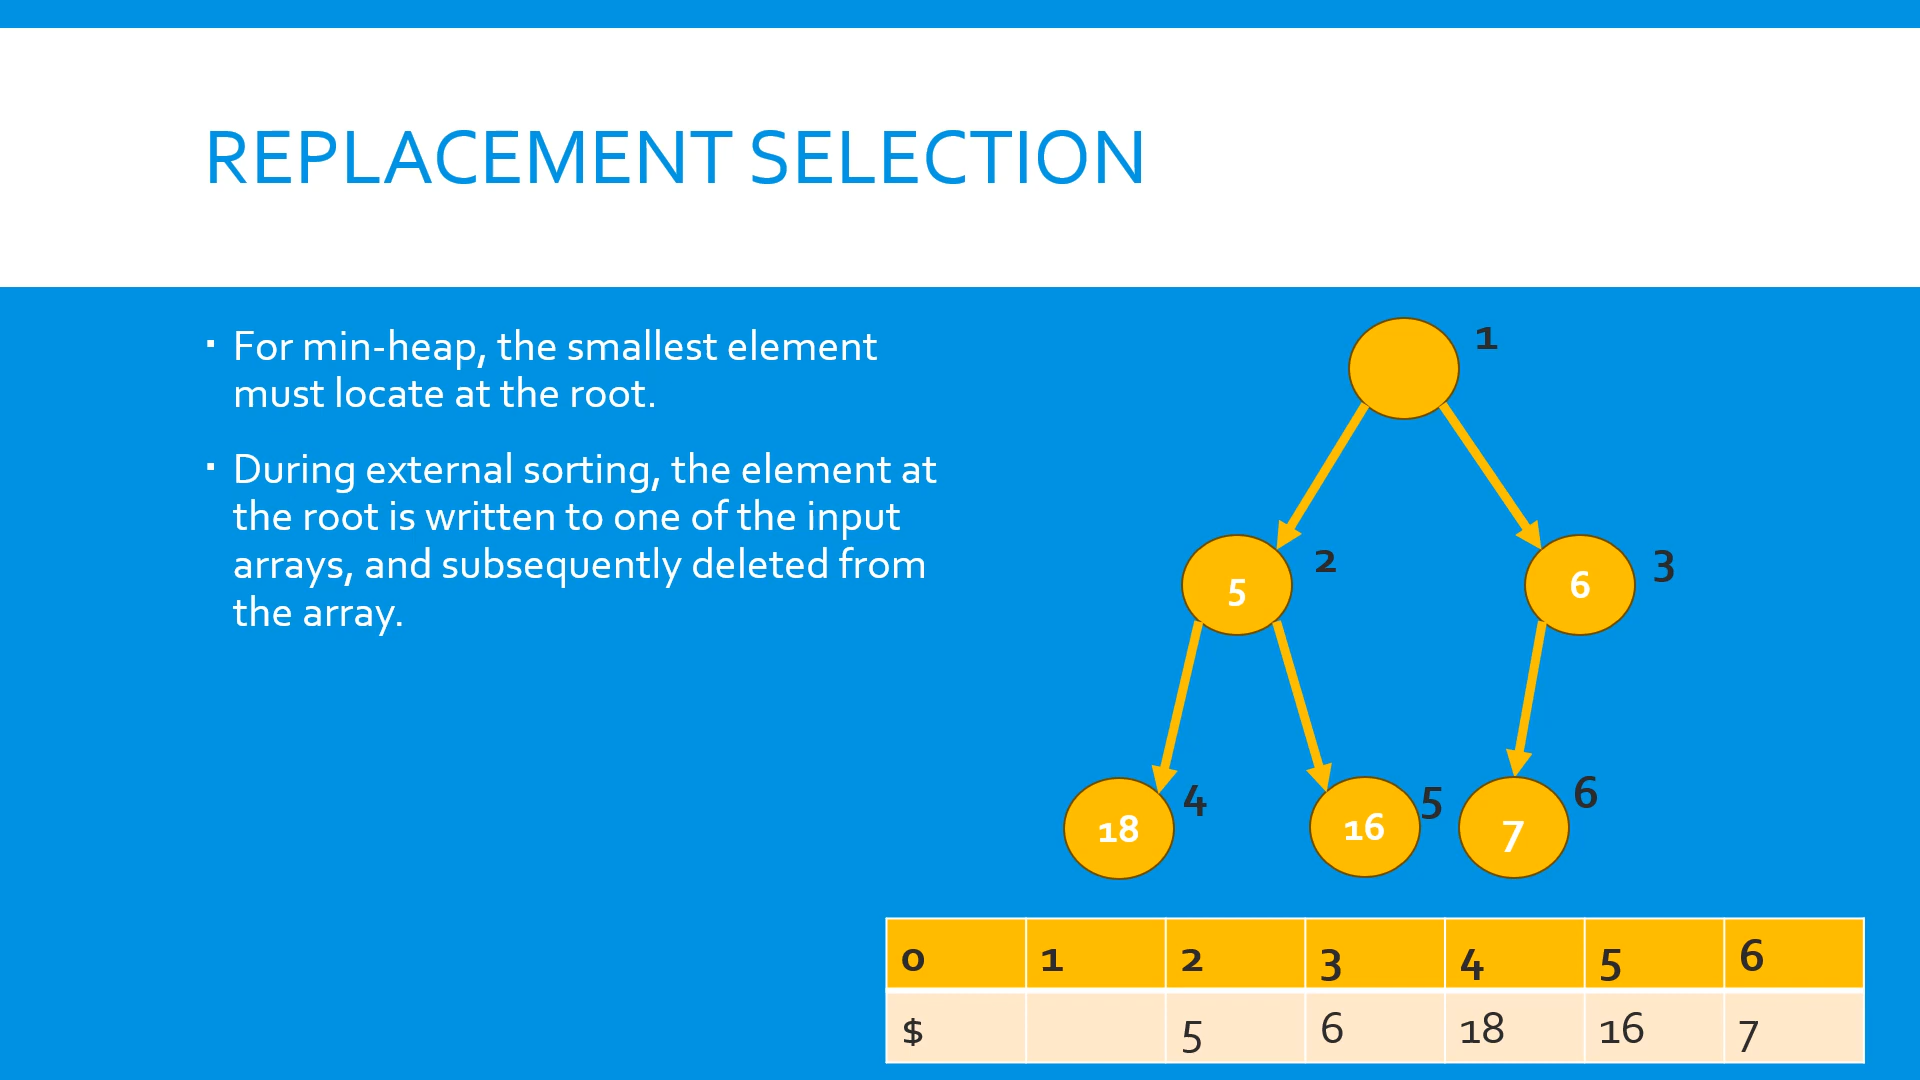 REPLACEMENT SELECTION
▪ For min-heap, the smallest element
must locate at the root.
▪ During external sorting, the element at
the root is written to one of the input
arrays, and subsequently deleted from
the array.
1
5 2
6 3
18 4
16 5
7 6
0 1 2 3 4 5 6
$ 5 6 18 16 7